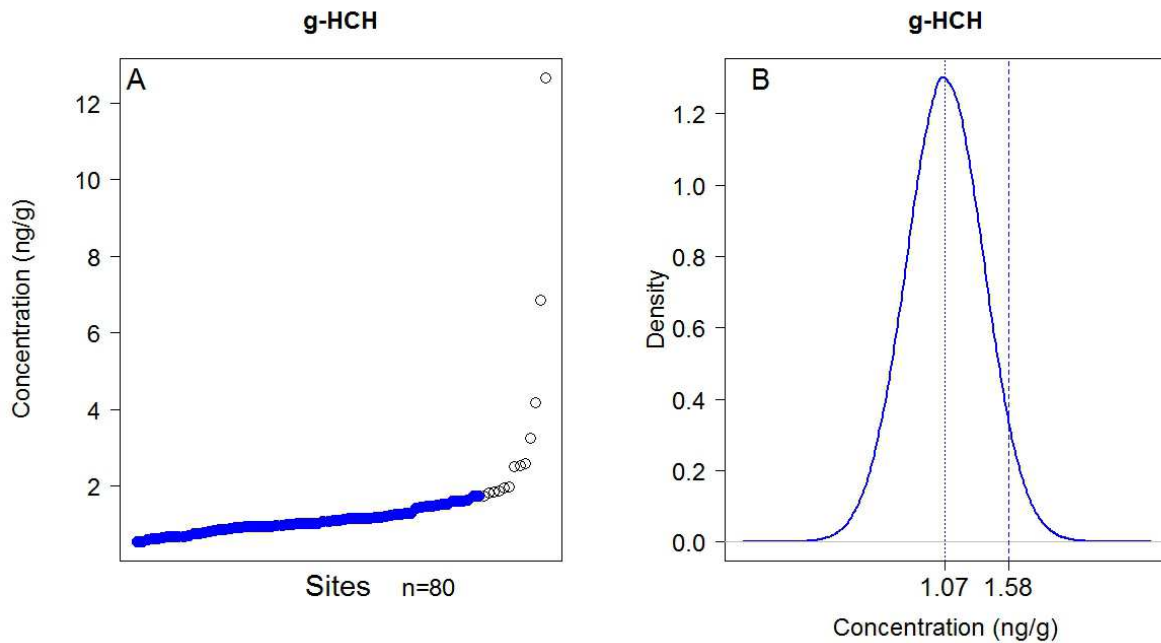 g-HCH
A
Concentration (ng/g)
12
10
8
6
4
2
Sites n=80
g-HCH
B
Density
1.2
1.0
0.8
0.6
0.4
0.2
0.0
1.07 1.58
Concentration (ng/g)